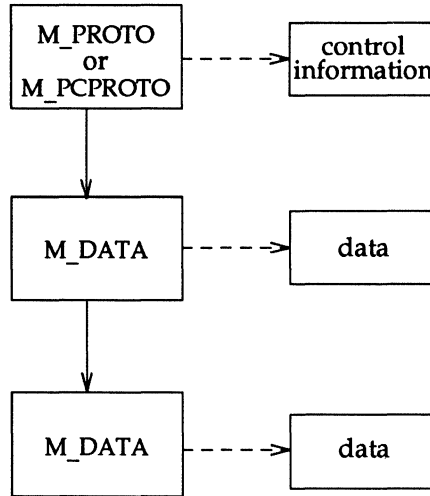 M_PROTO
or
M_PCPROTO
control
information
M_DATA
data
M_DATA
data